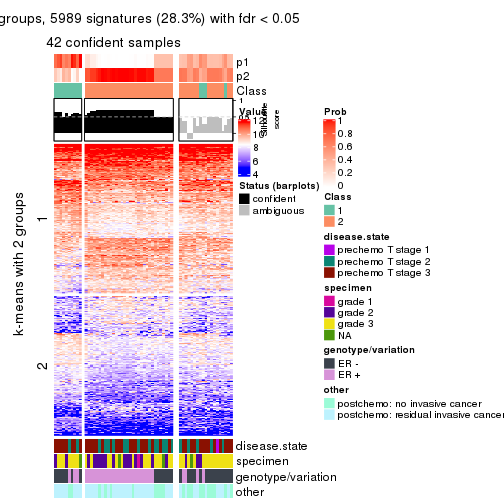 groups, 5989 signatures (28.3%) with fdr < 0.05
42 confident samples
p1
p2
Class
1
Value
12
6
4
Silhouette
score
Prob
1
0.8
0.6
0.4
0.2
0
Status (barplots)
confident
ambiguous
Class
1
2
disease.state
prechemo T stage 1
prechemo T stage 2
prechemo T stage 3
specimen
grade 1
grade 2
grade 3
NA
genotype/variation
ER -
ER +
other
postchemo: no invasive cancer
postchemo: residual invasive cancer
k-means with 2 groups
1
2
disease.state
specimen
genotype/variation
other